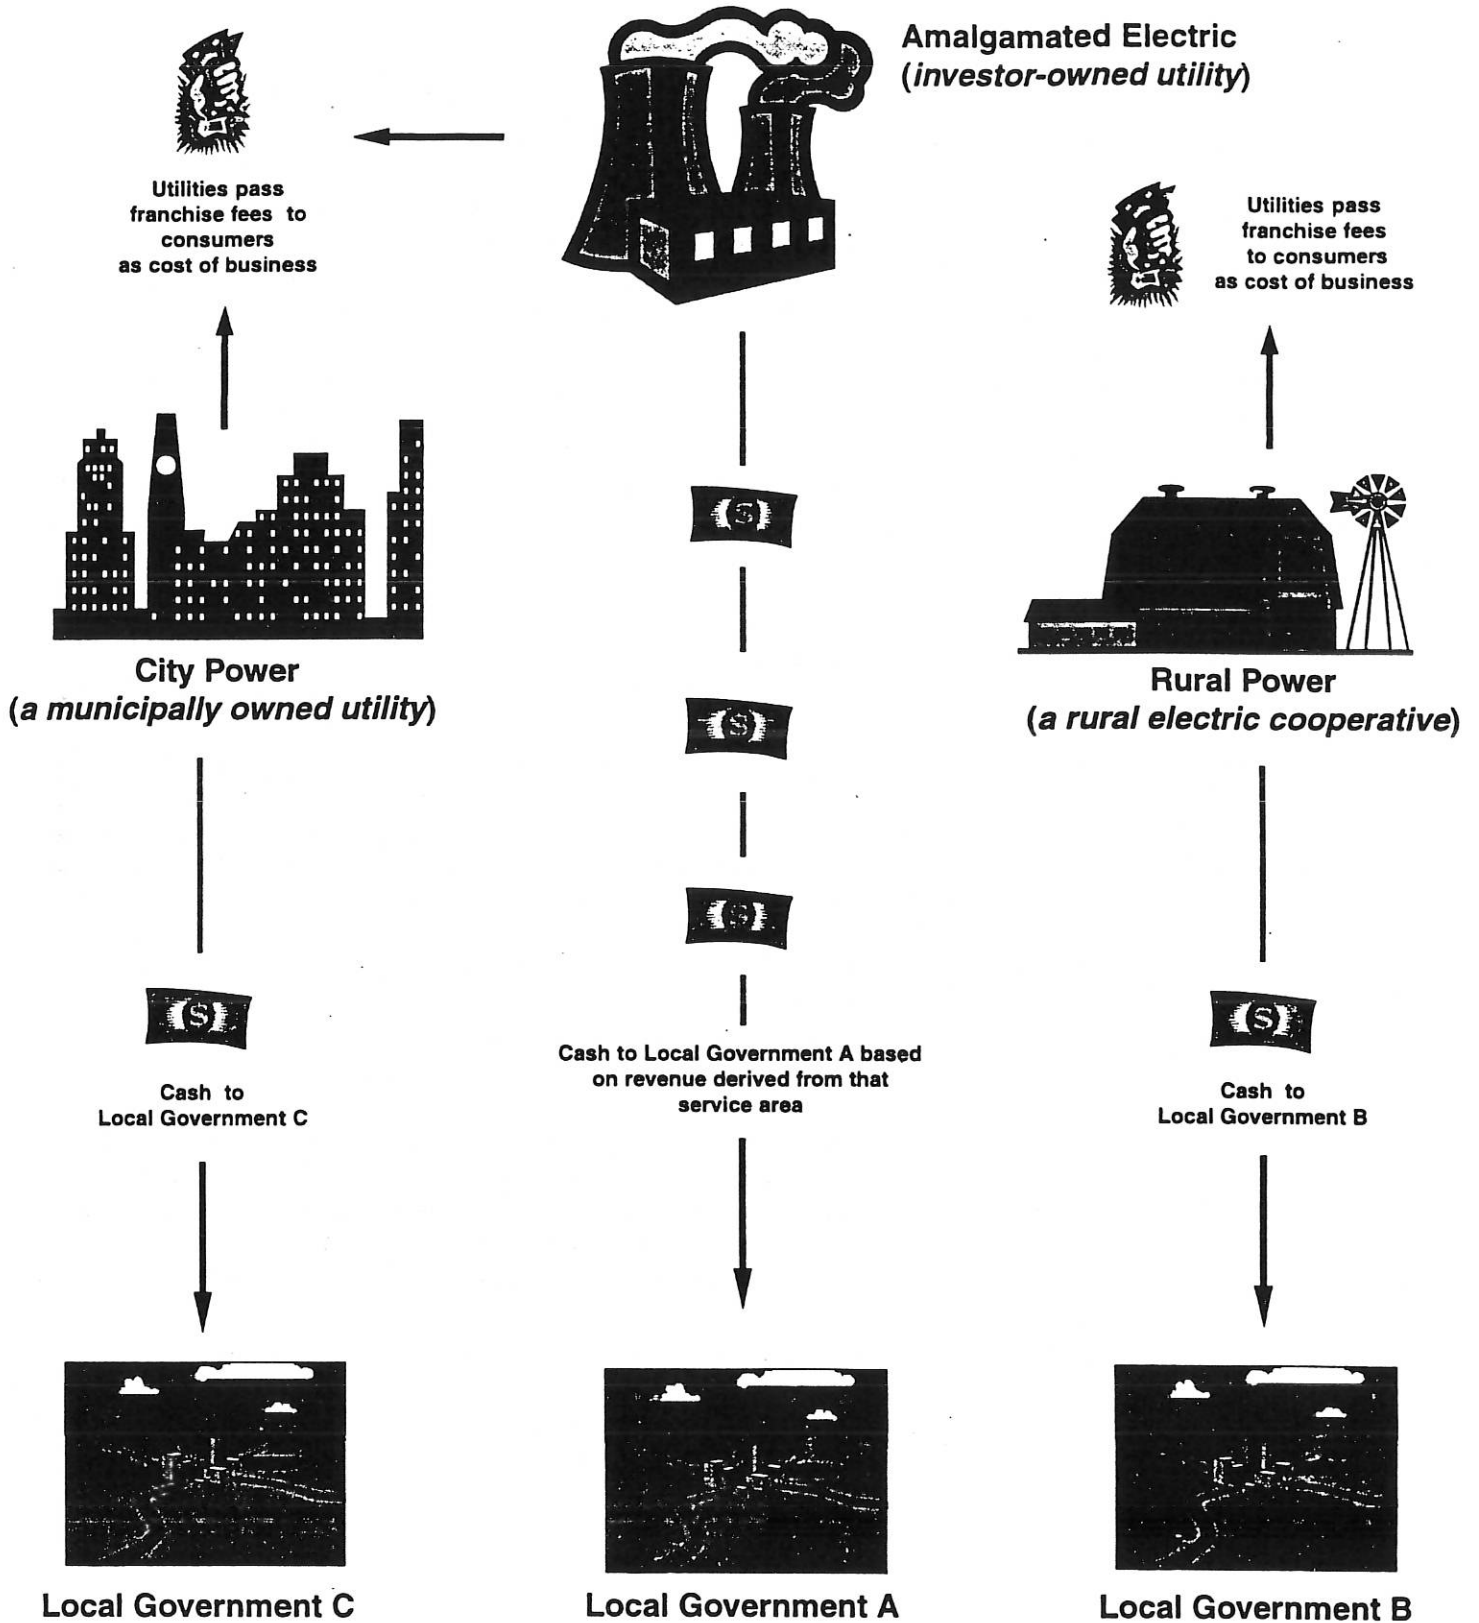 Amalgamated Electric
(investor-owned utility)
Utilities pass
franchise fees to
consumers
as cost of business
Utilities pass
franchise fees
to consumers
as cost of business
City Power
(a municipally owned utility)
Rural Power
(a rural electric cooperative)
$
$
$
$
$
Cash to
Local Government C
Cash to Local Government A based
on revenue derived from that
service area
Cash to
Local Government B
Local Government C
Local Government A
Local Government B